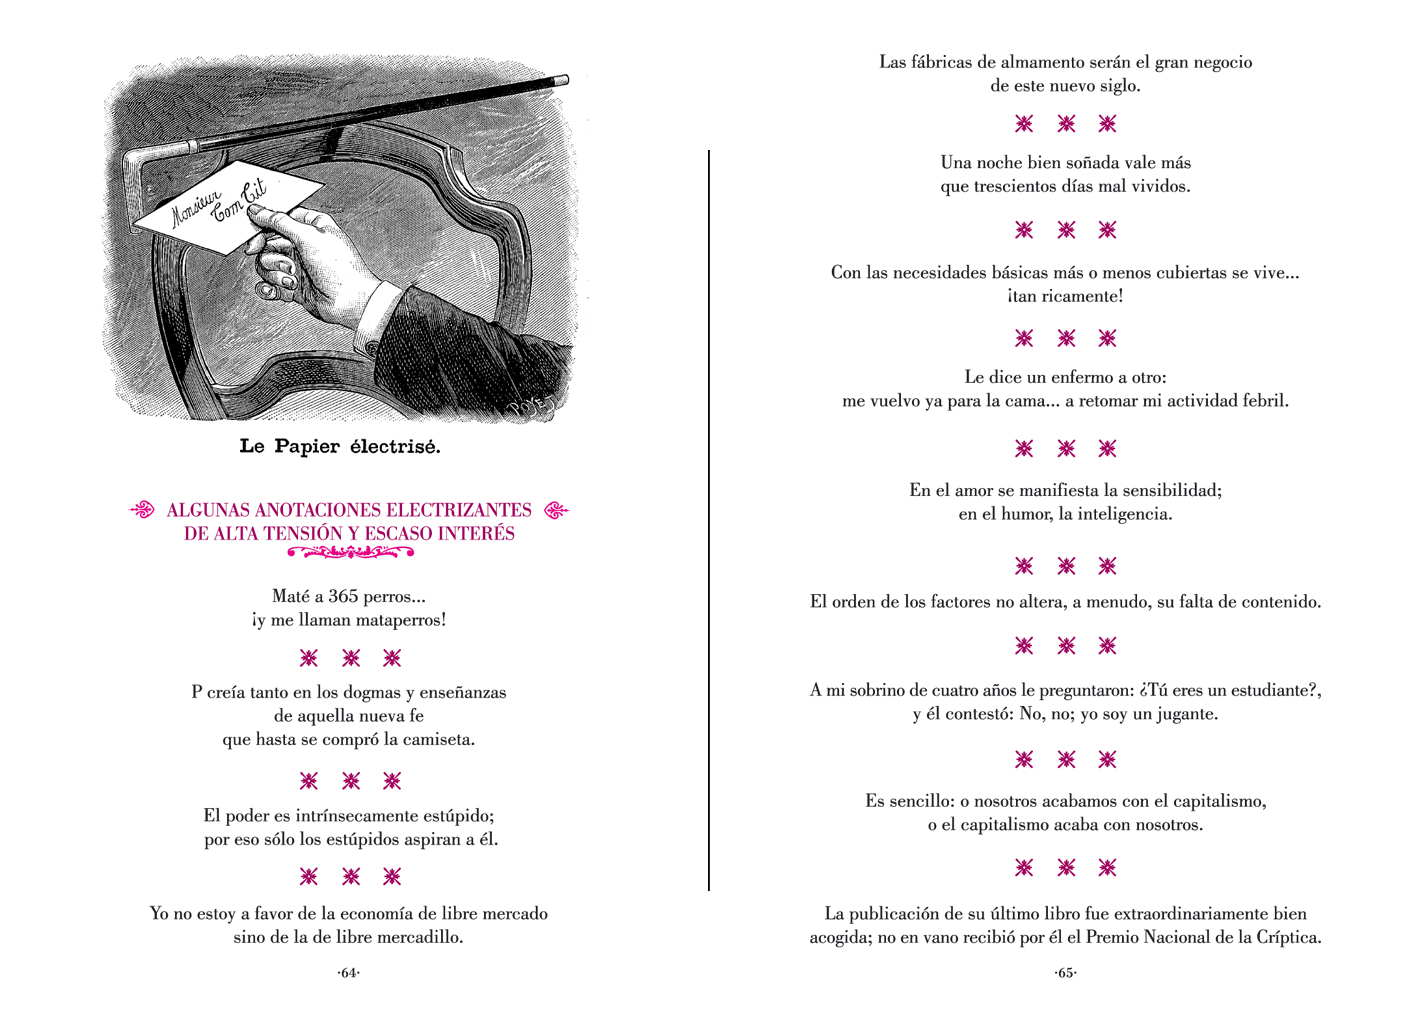 Monsieur
Tom Tit
POYET
Le Papier électrisé.
ALGUNAS ANOTACIONES ELECTRIZANTES
DE ALTA TENSIÓN Y ESCASO INTERÉS
Maté a 365 perros...
¡y me llaman mataperros!
P creía tanto en los dogmas y enseñanzas
de aquella nueva fe
que hasta se compró la camiseta.
El poder es intrínsecamente estúpido;
por eso sólo los estúpidos aspiran a él.
Yo no estoy a favor de la economía de libre mercado
sino de la de libre mercadillo.
·64·
Las fábricas de almamento serán el gran negocio
de este nuevo siglo.
Una noche bien soñada vale más
que trescientos días mal vividos.
Con las necesidades básicas más o menos cubiertas se vive...
¡tan ricamente!
Le dice un enfermo a otro:
me vuelvo ya para la cama... a retomar mi actividad febril.
En el amor se manifiesta la sensibilidad;
en el humor, la inteligencia.
El orden de los factores no altera, a menudo, su falta de contenido.
A mi sobrino de cuatro años le preguntaron: ¿Tú eres un estudiante?,
y él contestó: No, no; yo soy un jugante.
Es sencillo: o nosotros acabamos con el capitalismo,
o el capitalismo acaba con nosotros.
La publicación de su último libro fue extraordinariamente bien
acogida; no en vano recibió por él el Premio Nacional de la Críptica.
·65·